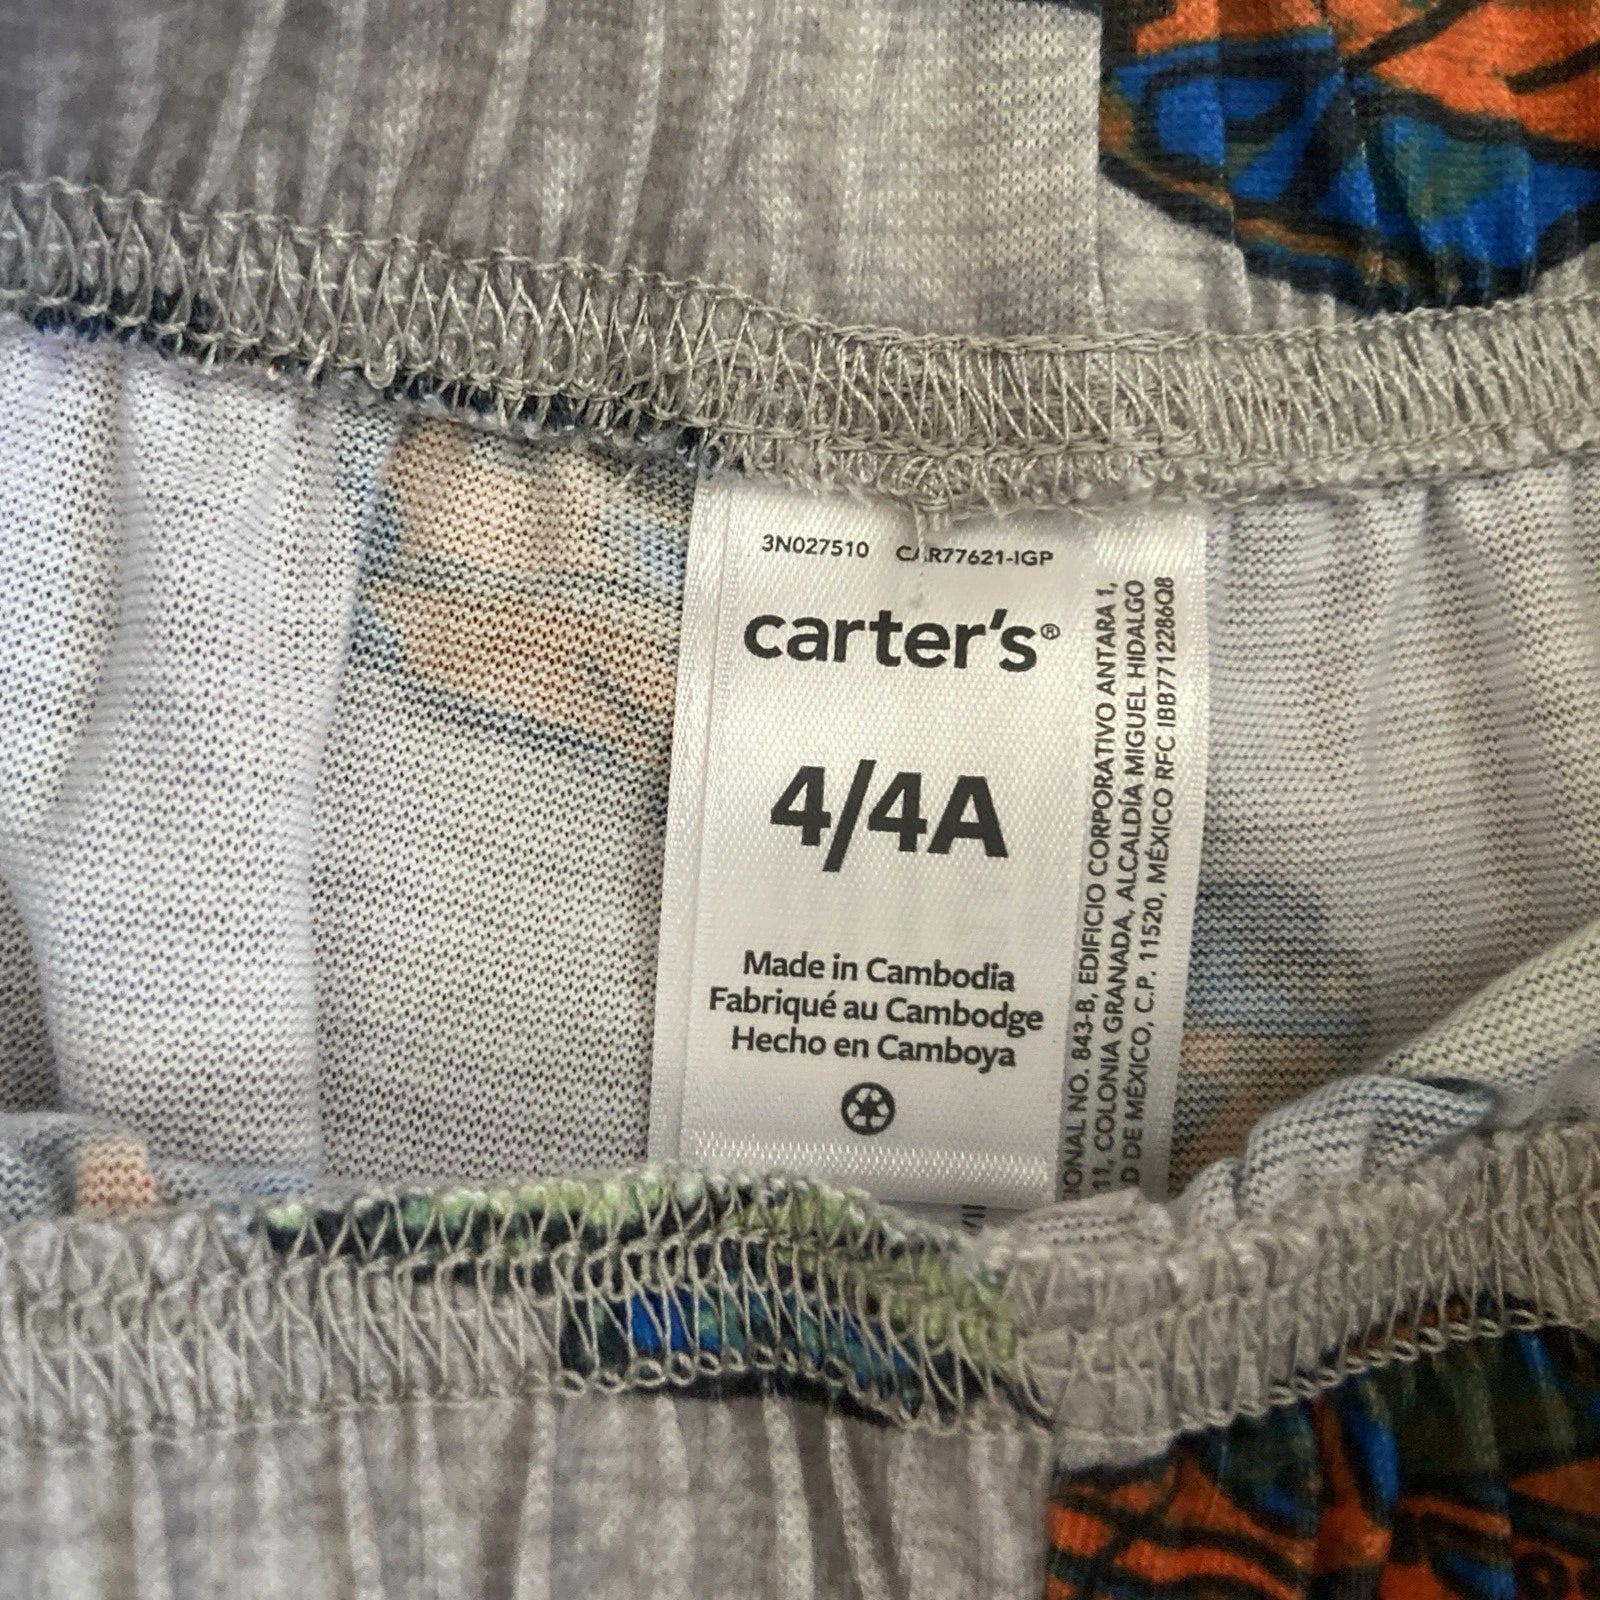 3N027510 CAR77621-IGP
carter's®
4/4A
Made in Cambodia
Fabriqué au Cambodge
Hecho en Camboya
NO. 843-B, EDIFICIO CORPORATIVO ANTARA 1,
11, COLONIA GRANADA, ALCALDÍA MIGUEL HIDALGO
DE MÉXICO, C.P. 11520, MÉXICO RFC IBB7712286Q8